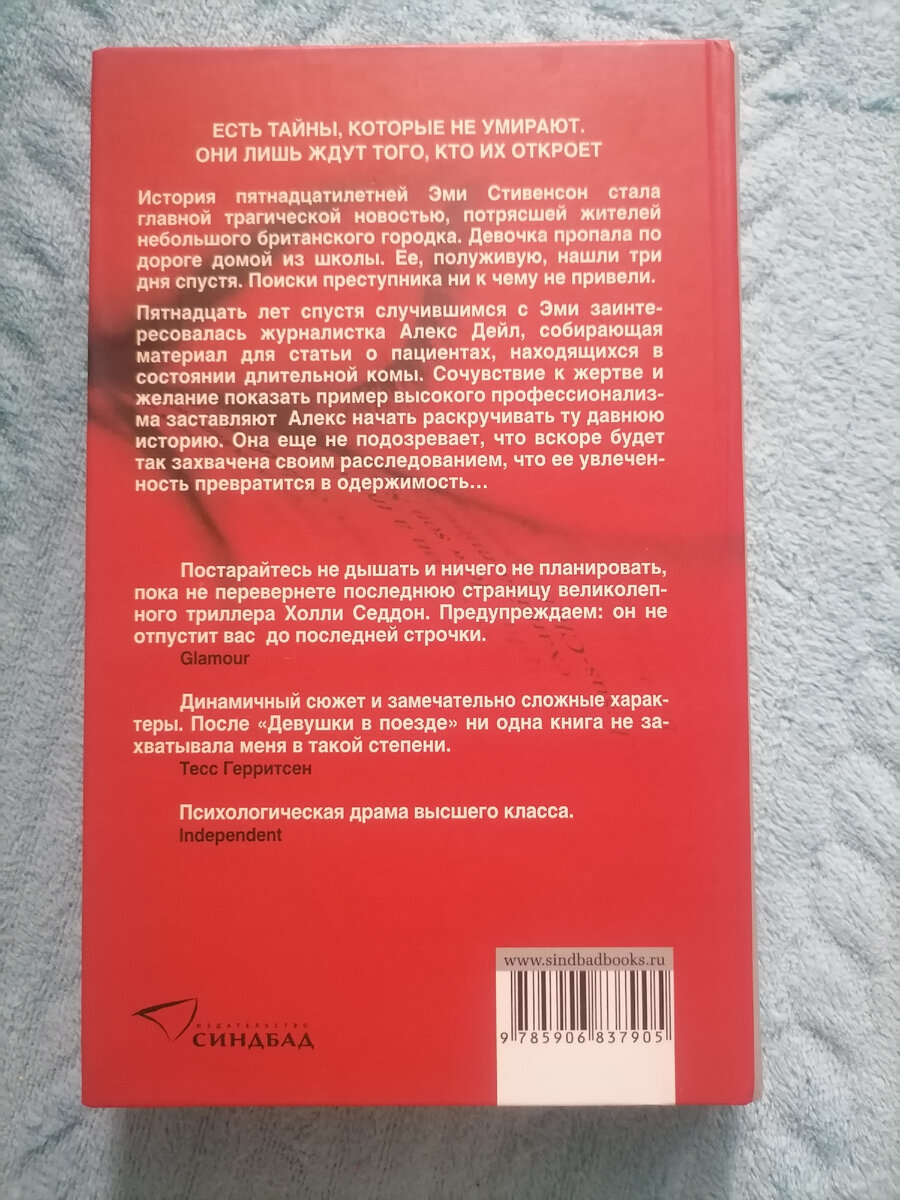 ЕСТЬ ТАЙНЫ, КОТОРЫЕ НЕ УМИРАЮТ.
ОНИ ЛИШЬ ЖДУТ ТОГО, КТО ИХ ОТКРОЕТ
История пятнадцатилетней Эми Стивенсон стала
главной трагической новостью, потрясшей жителей
небольшого британского городка. Девочка пропала по
дороге домой из школы. Ее, полуживую, нашли три
дня спустя. Поиски преступника ни к чему не привели.
Пятнадцать лет спустя случившимся с Эми заинте-
ресовалась журналистка Алекс Дейл, собирающая
материал для статьи о пациентах, находящихся в
состоянии длительной комы. Сочувствие к жертве и
желание показать пример высокого профессионализ-
ма заставляют Алекс начать раскручивать ту давнюю
историю. Она еще не подозревает, что вскоре будет
так захвачена своим расследованием, что ее увлечен-
ность превратится в одержимость...
Постарайтесь не дышать и ничего не планировать,
пока не перевернете последнюю страницу великолеп-
ного триллера Холли Седдон. Предупреждаем: он не
отпустит вас до последней строчки.
Glamour
Динамичный сюжет и замечательно сложные харак-
теры. После «Девушки в поезде» ни одна книга не за-
хватывала меня в такой степени.
Тесс Герритсен
Психологическая драма высшего класса.
Independent
www.sindbadbooks.ru
9 785906 837905
ИЗДАТЕЛЬСТВО
СИНДБАД